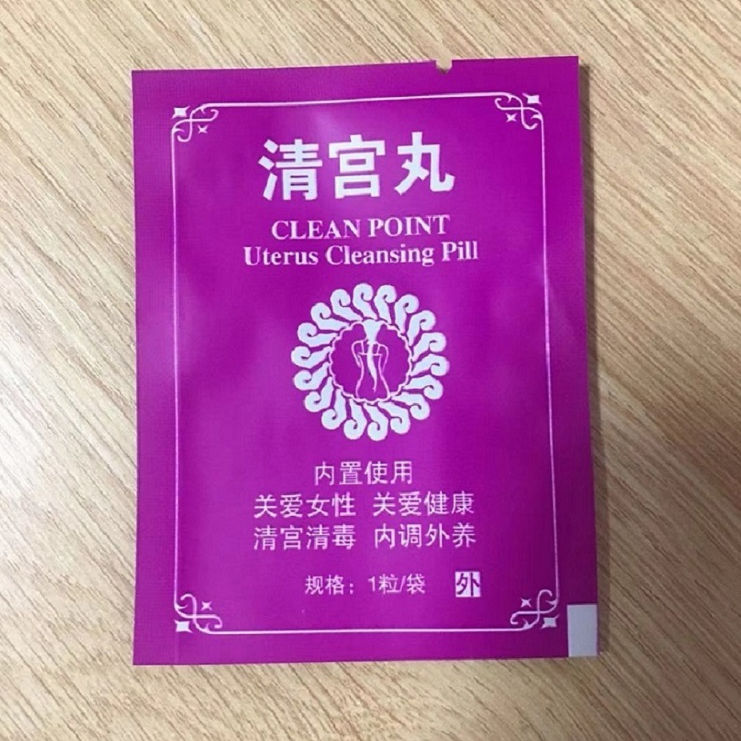 清宫丸
CLEAN POINT
Uterus Cleansing Pill
内置使用
关爱女性 关爱健康
清宫清毒 内调外养
规格：1粒/袋 外